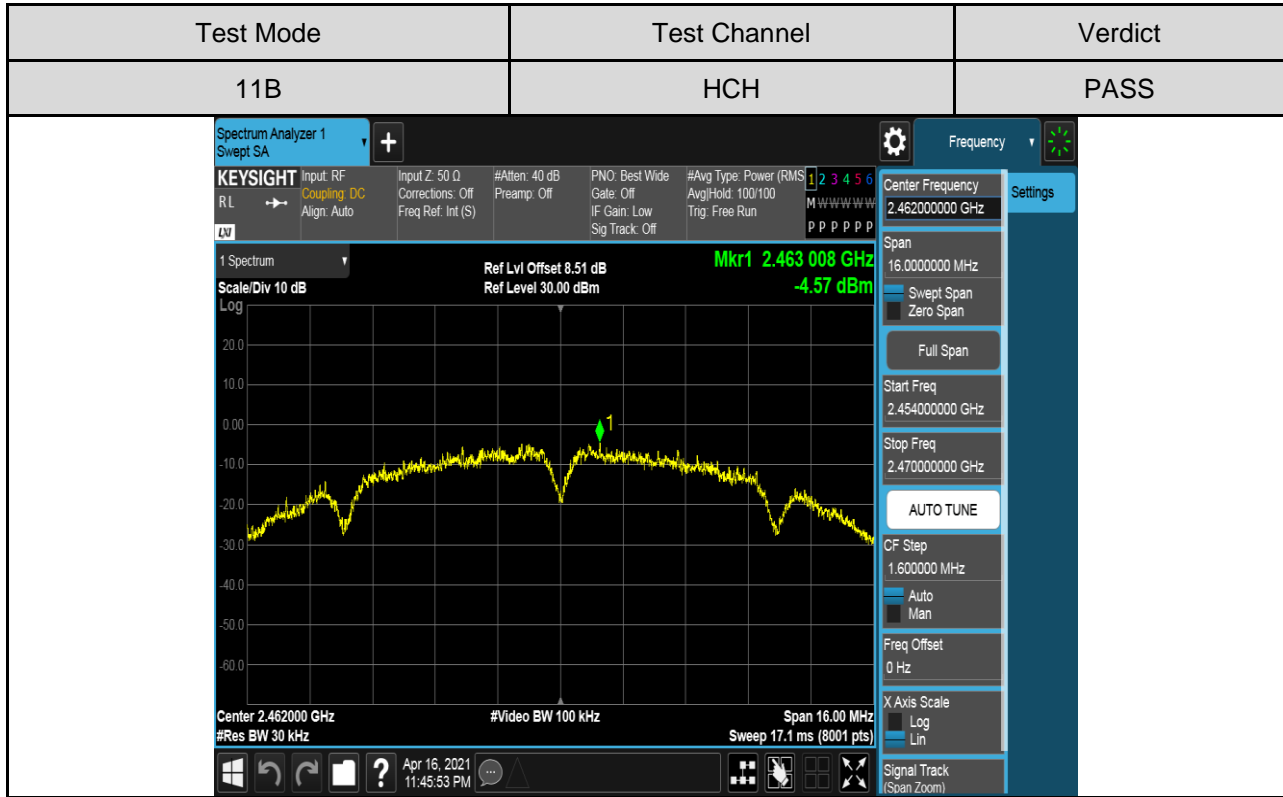 Test Mode
Test Channel
Verdict
11B
HCH
PASS
Spectrum Analyzer 1
Swept SA
+
Frequency
KEYSIGHT
RL
LXI
Input: RF
Coupling: DC
Align: Auto
Input Z: 50 Ω
Corrections: Off
Freq Ref: Int (S)
#Atten: 40 dB
Preamp: Off
PNO: Best Wide
Gate: Off
IF Gain: Low
Sig Track: Off
#Avg Type: Power (RMS
Avg|Hold: 100/100
Trig: Free Run
1 2 3 4 5 6
M W W W W W
P P P P P P
1 Spectrum
Scale/Div 10 dB
Ref Lvl Offset 8.51 dB
Ref Level 30.00 dBm
Mkr1 2.463 008 GHz
-4.57 dBm
Log
20.0
10.0
0.00
-10.0
-20.0
-30.0
-40.0
-50.0
-60.0
1
Center 2.462000 GHz
#Res BW 30 kHz
#Video BW 100 kHz
Span 16.00 MHz
Sweep 17.1 ms (8001 pts)
?
Apr 16, 2021
11:45:53 PM
Center Frequency
2.462000000 GHz
Span
16.0000000 MHz
Swept Span
Zero Span
Full Span
Start Freq
2.454000000 GHz
Stop Freq
2.470000000 GHz
AUTO TUNE
CF Step
1.600000 MHz
Auto
Man
Freq Offset
0 Hz
X Axis Scale
Log
Lin
Signal Track
(Span Zoom)
Settings